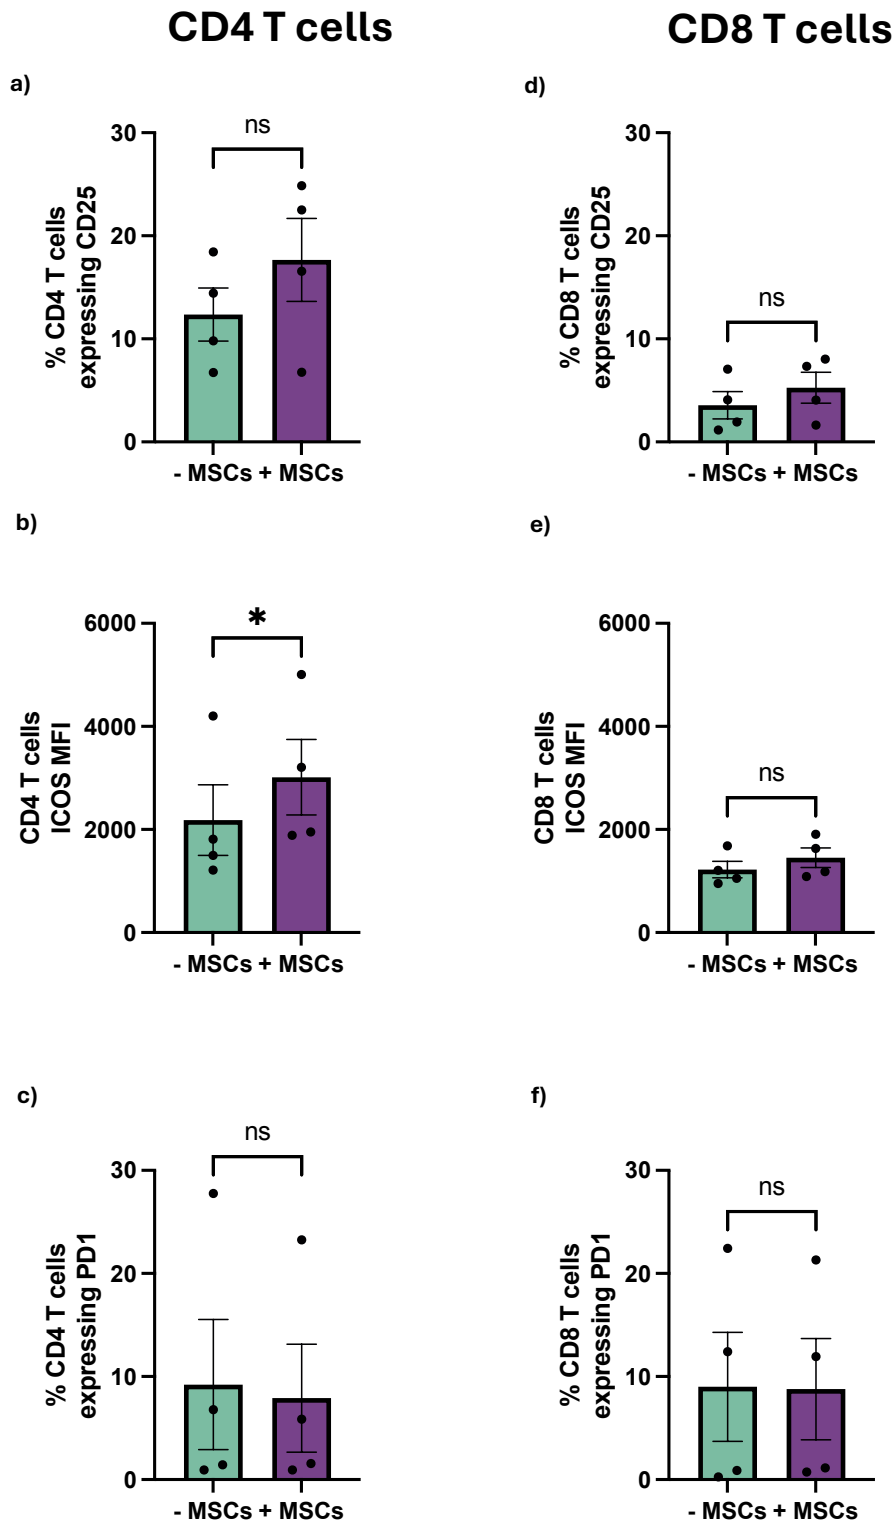 CD4 T cells
CD8 T cells
a)
ns
30
20
10
0
% CD4 T cells
expressing CD25
- MSCs + MSCs
d)
ns
30
20
10
0
% CD8 T cells
expressing CD25
- MSCs + MSCs
b)
*
6000
4000
2000
0
CD4 T cells
ICOS MFI
- MSCs + MSCs
e)
ns
6000
4000
2000
0
CD8 T cells
ICOS MFI
- MSCs + MSCs
c)
ns
30
20
10
0
% CD4 T cells
expressing PD1
- MSCs + MSCs
f)
ns
30
20
10
0
% CD8 T cells
expressing PD1
- MSCs + MSCs